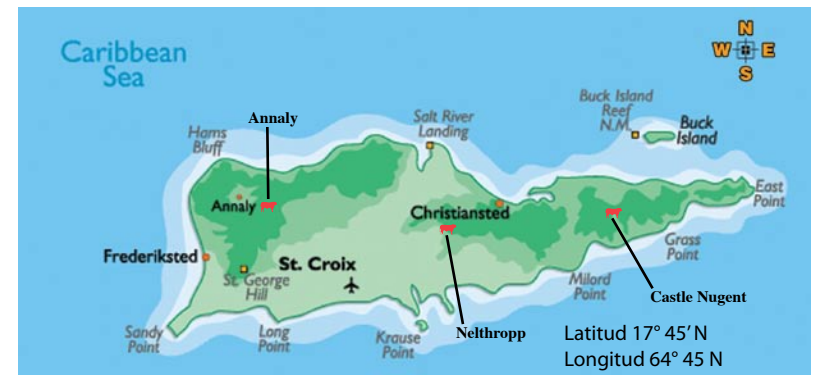 N
W E
S
Caribbean
Sea
Buck Island
Reef
N.M.
Buck
Island
Annaly
Salt River
Landing
Hams
Bluff
East
Point
Annaly
Christiansted
Grass
Point
Frederiksted
St. Croix
St. George
Hill
Milord
Point
Castle Nugent
Sandy
Point
Long
Point
Krause
Point
Nelthropp
Latitud 17° 45’ N
Longitud 64° 45 N